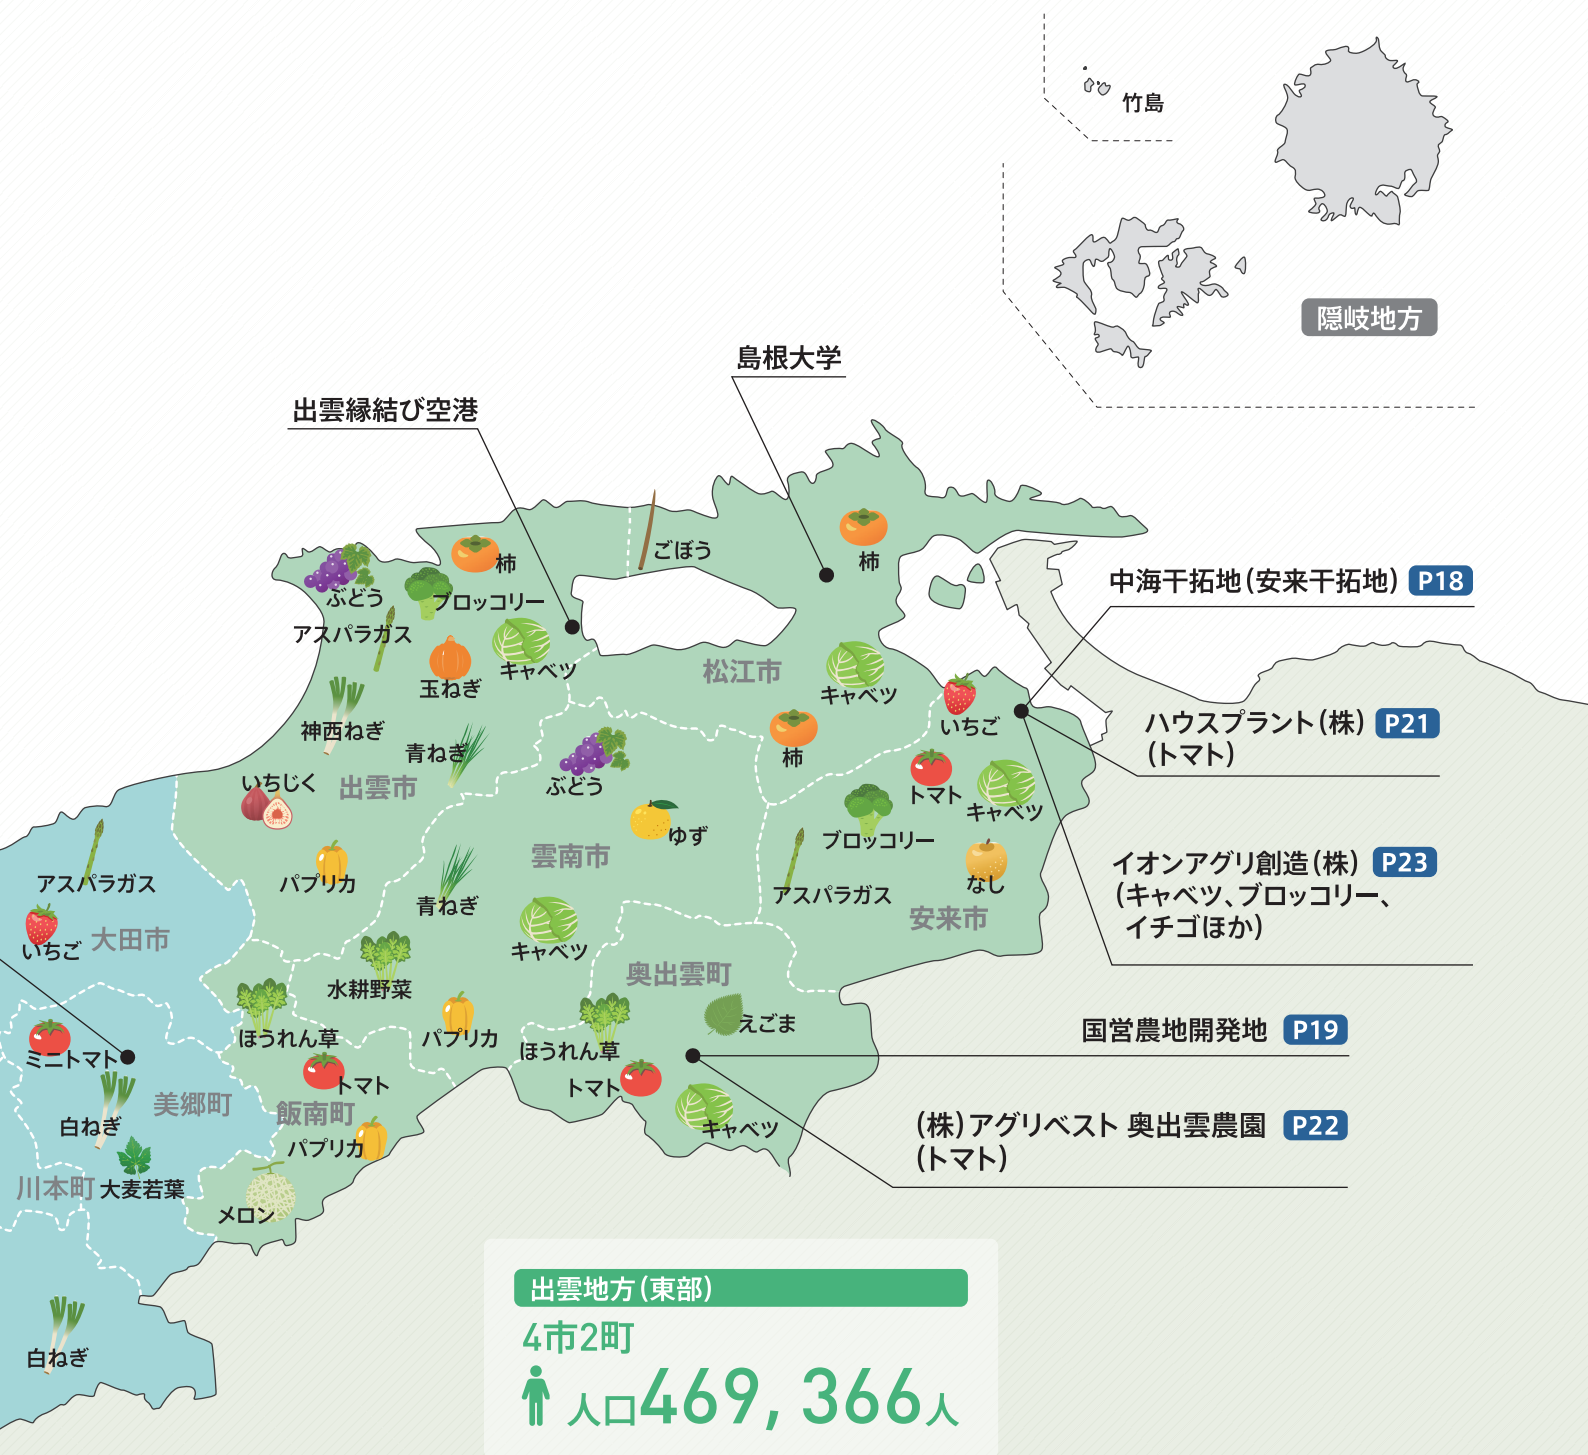 竹島
隠岐地方
島根大学
出雲縁結び空港
ごぼう
柿
柿
ぶどう
ブロッコリー
アスパラガス
キャベツ
玉ねぎ
神西ねぎ
青ねぎ
いちじく
出雲市
パプリカ
松江市
キャベツ
柿
いちご
中海干拓地(安来干拓地) P18
ハウスプラント(株) P21
(トマト)
イオンアグリ創造(株) P23
(キャベツ、ブロッコリー、
イチゴほか)
トマト
キャベツ
ブロッコリー
なし
アスパラガス
安来市
ぶどう
ゆず
雲南市
青ねぎ
キャベツ
水耕野菜
パプリカ
奥出雲町
えごま
ほうれん草
トマト
キャベツ
国営農地開発地 P19
(株)アグリベスト 奥出雲農園 P22
(トマト)
ほうれん草
トマト
飯南町
パプリカ
メロン
アスパラガス
いちご
大田市
ミニトマト
白ねぎ
美郷町
川本町
大麦若葉
白ねぎ
出雲地方(東部)
4市2町
人口469,366人